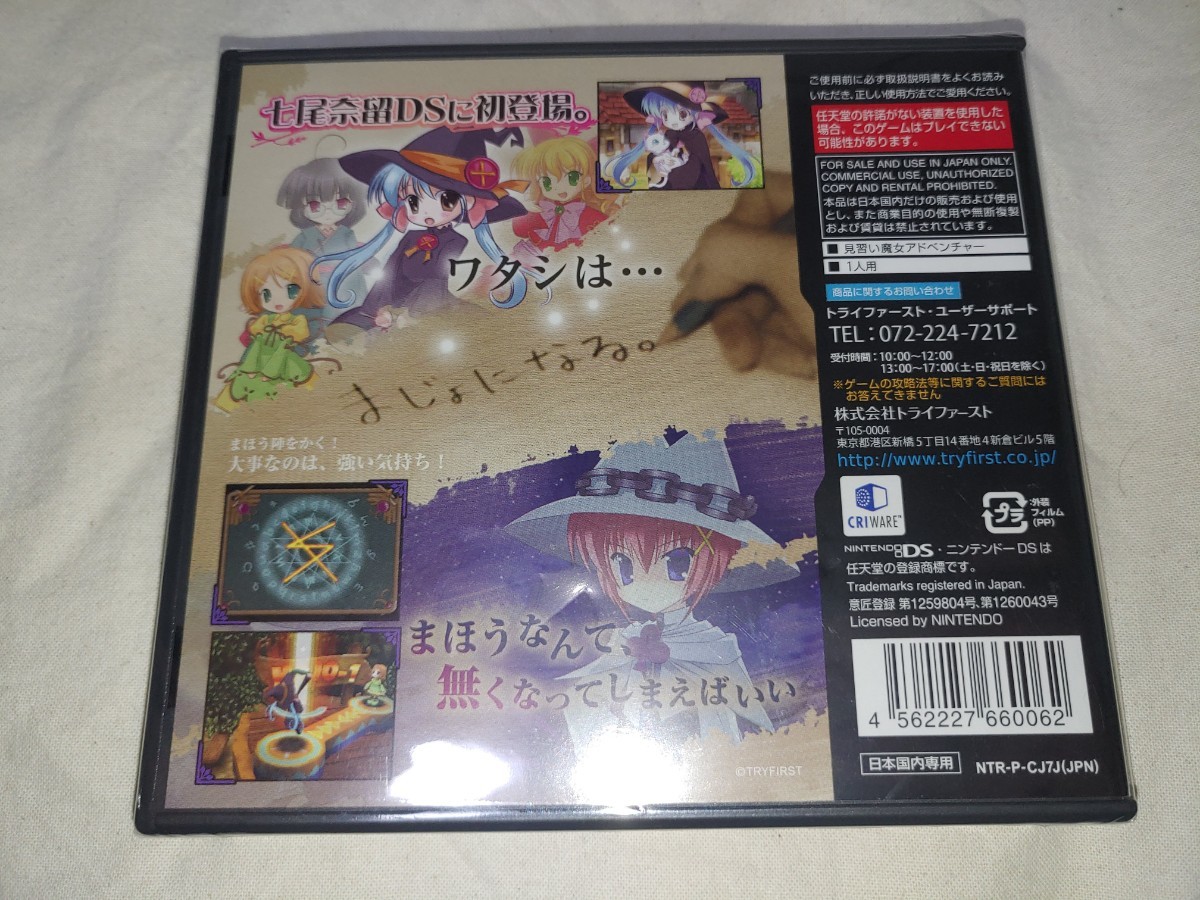 七尾奈留DSに初登場。
ワタシは…
まじょになる。
まほう陣をかく!
大事なのは、強い気持ち!
まほうなんて、
無くなってしまえばいい
©TRYFIRST
ご使用前に必ず取扱説明書をよくお読み
いただき、正しい使用方法でご愛用ください。
任天堂の許諾がない装置を使用した
場合、このゲームはプレイできない
可能性があります。
FOR SALE AND USE IN JAPAN ONLY.
COMMERCIAL USE, UNAUTHORIZED
COPY AND RENTAL PROHIBITED.
本品は日本国内だけの販売および使用
とし、また商業目的の使用や無断複製
および賃貸は禁止されています。
■ 見習い魔女アドベンチャー
■ 1人用
商品に関するお問い合わせ
トライファースト・ユーザーサポート
TEL:072-224-7212
受付時間:10:00~12:00
13:00~17:00(土・日・祝日を除く)
※ゲームの攻略法等に関するご質問には
お答えできません
株式会社トライファースト
〒105-0004
東京都港区新橋5丁目14番地4新倉ビル5階
http://www.tryfirst.co.jp/
CRIWARE™
プラ
:外装
フィルム
(PP)
NINTENDO DS・ニンテンドーDSは
任天堂の登録商標です。
Trademarks registered in Japan.
意匠登録 第1259804号、第1260043号
Licensed by NINTENDO
4 562227 660062
日本国内専用
NTR-P-CJ7J(JPN)